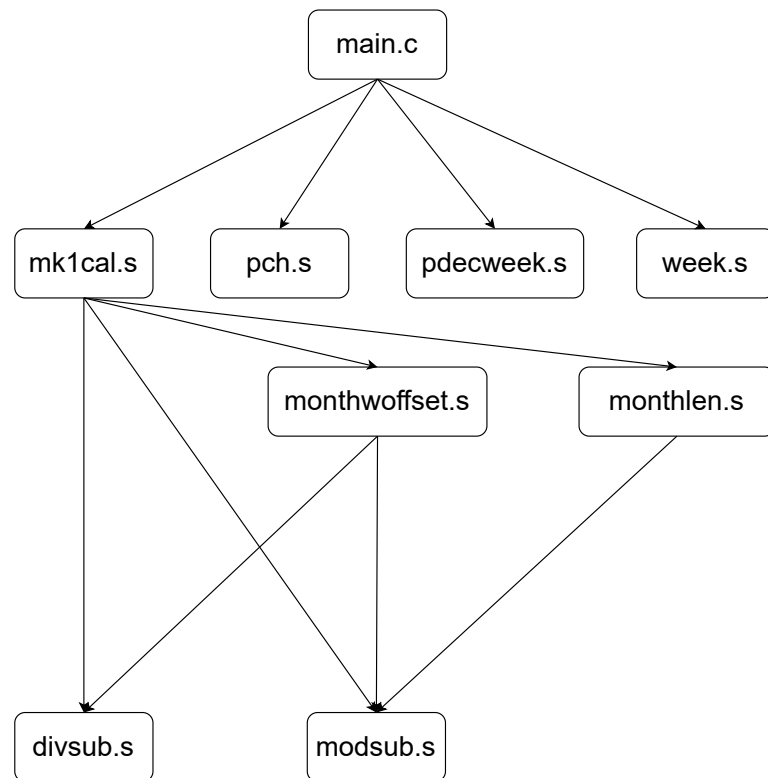 main.c
mk1cal.s
pch.s
pdecweek.s
week.s
monthwoffset.s
monthlen.s
divsub.s
modsub.s